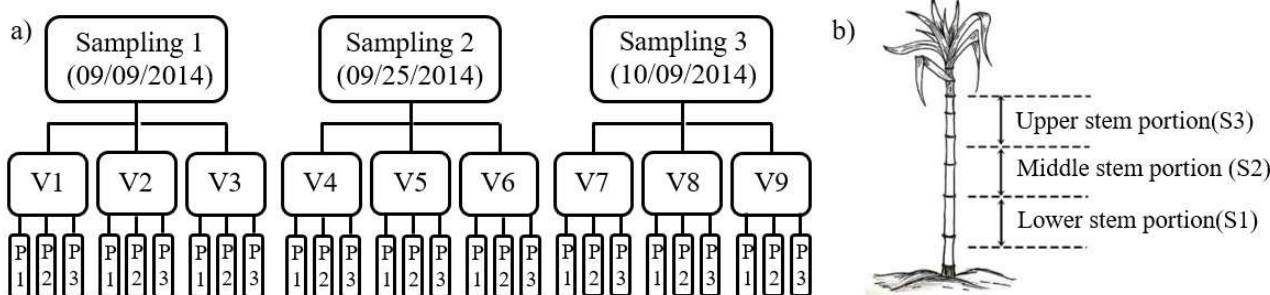 a)
Sampling 1
(09/09/2014)
Sampling 2
(09/25/2014)
Sampling 3
(10/09/2014)
V1 V2 V3 V4 V5 V6 V7 V8 V9
P1 P2 P3 P1 P2 P3 P1 P2 P3 P1 P2 P3 P1 P2 P3 P1 P2 P3 P1 P2 P3 P1 P2 P3 P1 P2 P3
b)
Upper stem portion(S3)
Middle stem portion (S2)
Lower stem portion(S1)